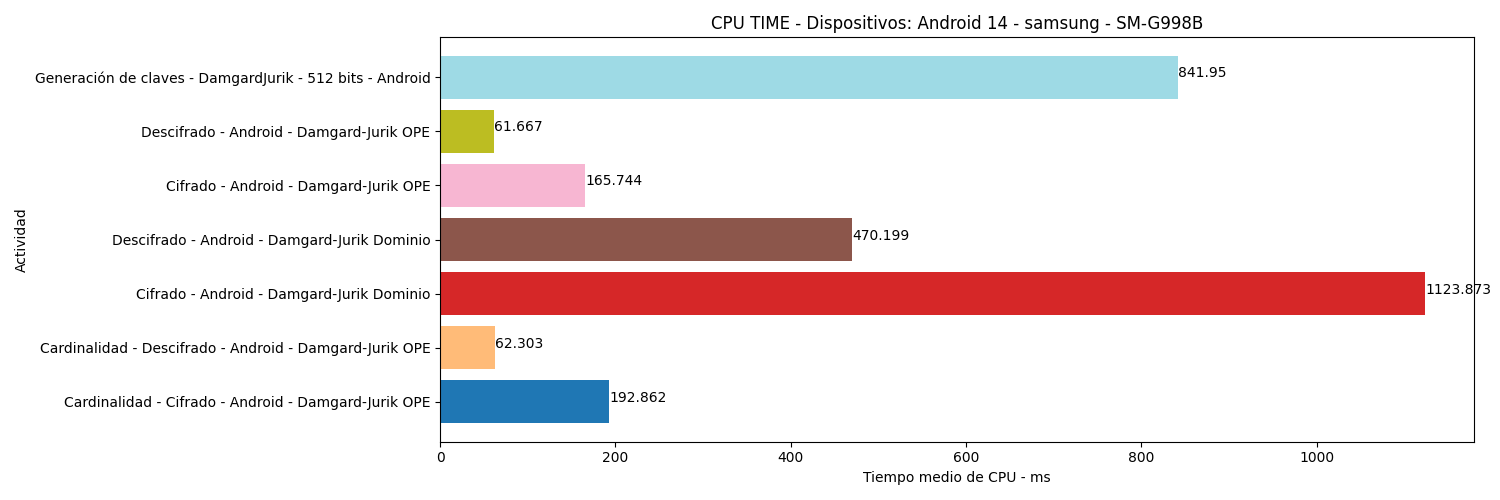 CPU TIME - Dispositivos: Android 14 - samsung - SM-G998B
Generación de claves - DamgardJurik - 512 bits - Android
841.95
Descifrado - Android - Damgard-Jurik OPE
61.667
Cifrado - Android - Damgard-Jurik OPE
165.744
Descifrado - Android - Damgard-Jurik Dominio
470.199
Cifrado - Android - Damgard-Jurik Dominio
1123.873
Cardinalidad - Descifrado - Android - Damgard-Jurik OPE
62.303
Cardinalidad - Cifrado - Android - Damgard-Jurik OPE
192.862
Actividad
0 200 400 600 800 1000
Tiempo medio de CPU - ms